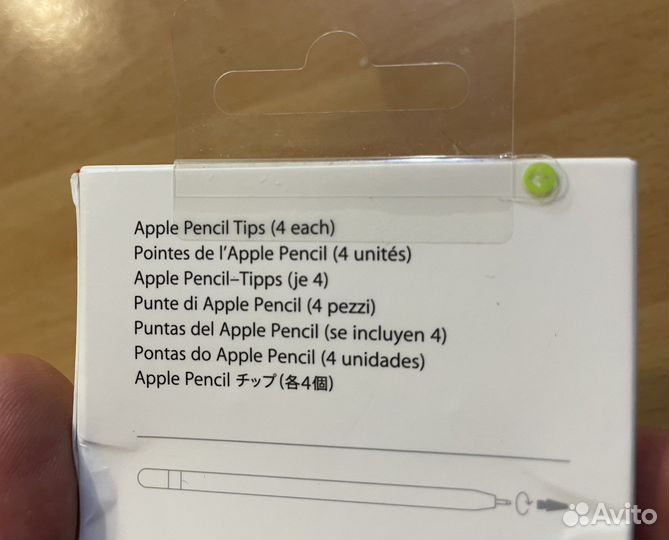 Apple Pencil Tips (4 each)
Pointes de l'Apple Pencil (4 unités)
Apple Pencil–Tipps (je 4)
Punte di Apple Pencil (4 pezzi)
Puntas del Apple Pencil (se incluyen 4)
Pontas do Apple Pencil (4 unidades)
Apple Pencil チップ(各4個)
Avito